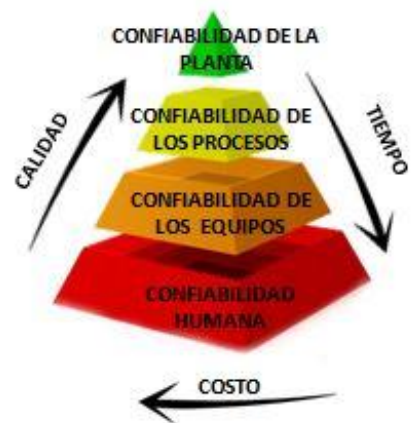 CONFIABILIDAD DE LA
PLANTA
CALIDAD
TIEMPO
CONFIABILIDAD DE
LOS PROCESOS
CONFIABILIDAD DE
LOS EQUIPOS
CONFIABILIDAD
HUMANA
COSTO